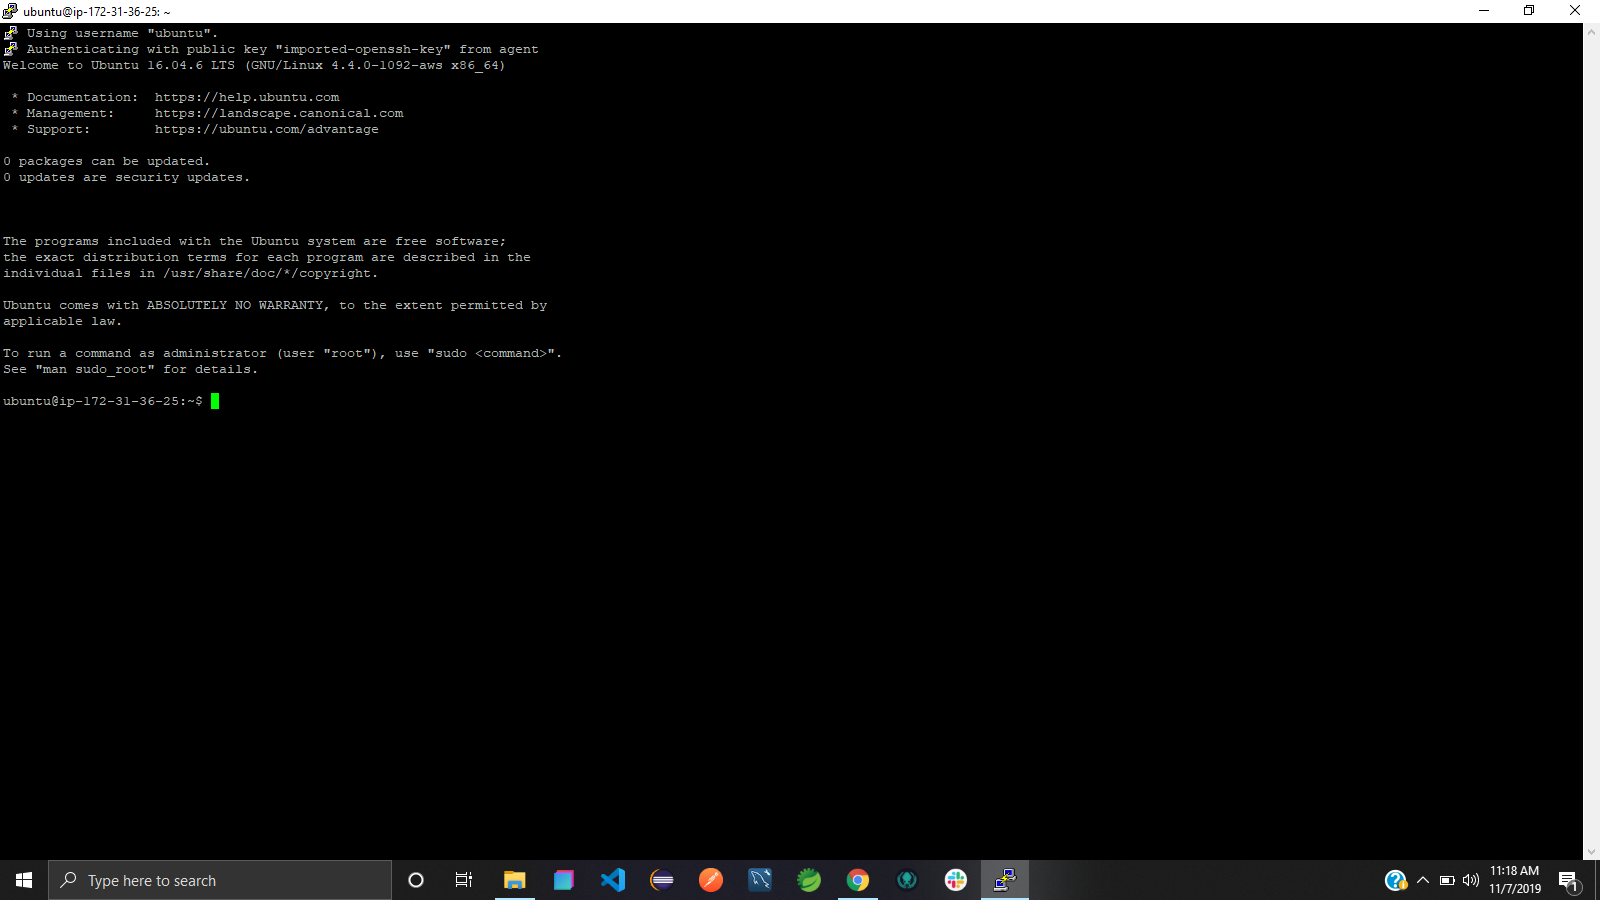 ubuntu@ip-172-31-36-25: ~
Using username "ubuntu".
Authenticating with public key "imported-openssh-key" from agent
Welcome to Ubuntu 16.04.6 LTS (GNU/Linux 4.4.0-1092-aws x86_64)
* Documentation:  https://help.ubuntu.com
* Management:     https://landscape.canonical.com
* Support:        https://ubuntu.com/advantage
0 packages can be updated.
0 updates are security updates.
The programs included with the Ubuntu system are free software;
the exact distribution terms for each program are described in the
individual files in /usr/share/doc/*/copyright.
Ubuntu comes with ABSOLUTELY NO WARRANTY, to the extent permitted by
applicable law.
To run a command as administrator (user "root"), use "sudo <command>".
See "man sudo_root" for details.
ubuntu@ip-172-31-36-25:~$
Type here to search
11:18 AM
11/7/2019
1